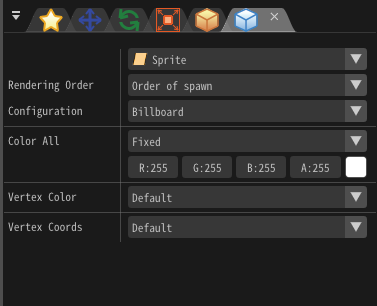 Sprite
Rendering Order Order of spawn
Configuration Billboard
Color All Fixed
R:255 G:255 B:255 A:255
Vertex Color Default
Vertex Coords Default